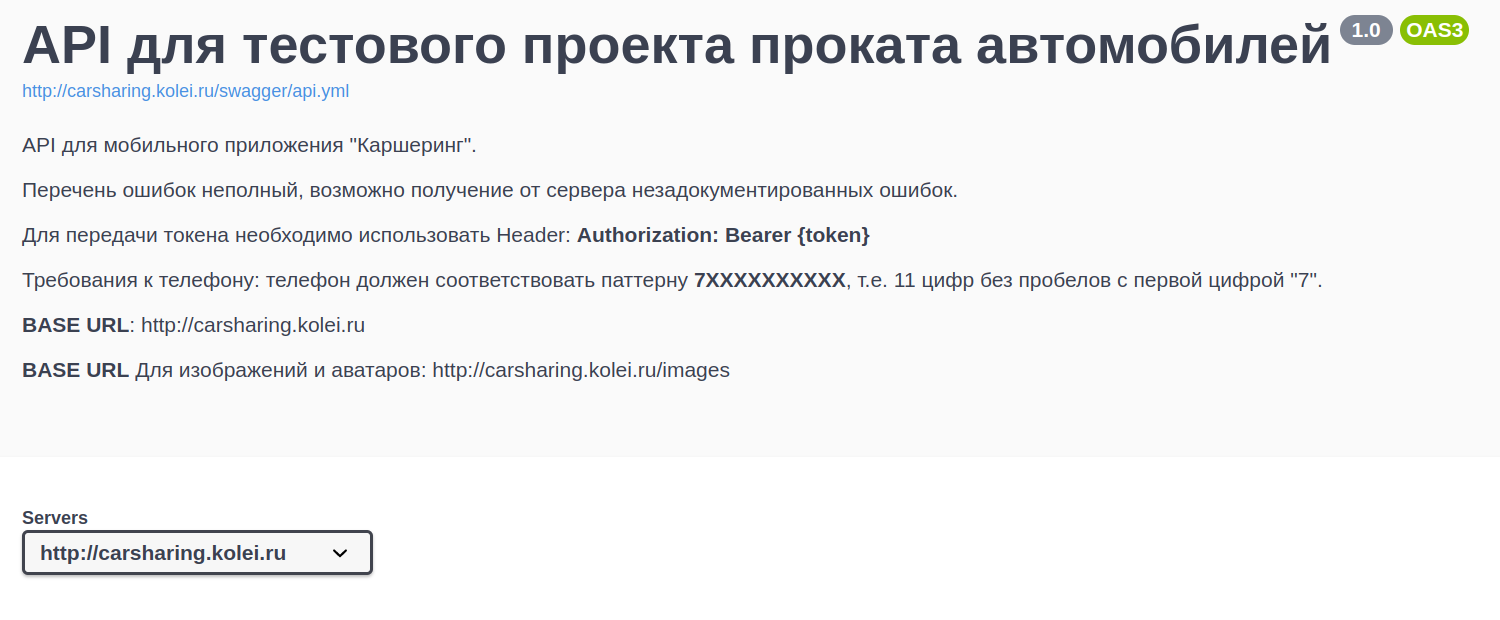 API для тестового проекта проката автомобилей 1.0 OAS3
http://carsharing.kolei.ru/swagger/api.yml
API для мобильного приложения "Каршеринг".
Перечень ошибок неполный, возможно получение от сервера незадокументированных ошибок.
Для передачи токена необходимо использовать Header: Authorization: Bearer {token}
Требования к телефону: телефон должен соответствовать паттерну 7XXXXXXXXXX, т.е. 11 цифр без пробелов с первой цифрой "7".
BASE URL: http://carsharing.kolei.ru
BASE URL Для изображений и аватаров: http://carsharing.kolei.ru/images
Servers
http://carsharing.kolei.ru